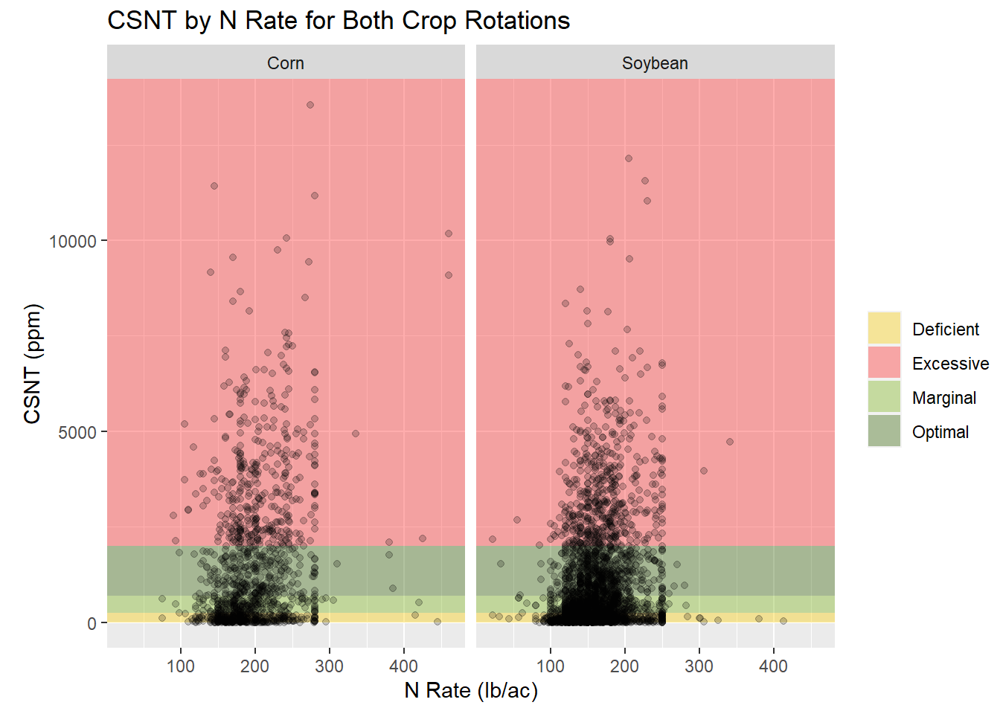 CSNT by N Rate for Both Crop Rotations
Corn
Soybean
CSNT (ppm)
10000
5000
0
100 200 300 400
100 200 300 400
N Rate (lb/ac)
Deficient
Excessive
Marginal
Optimal